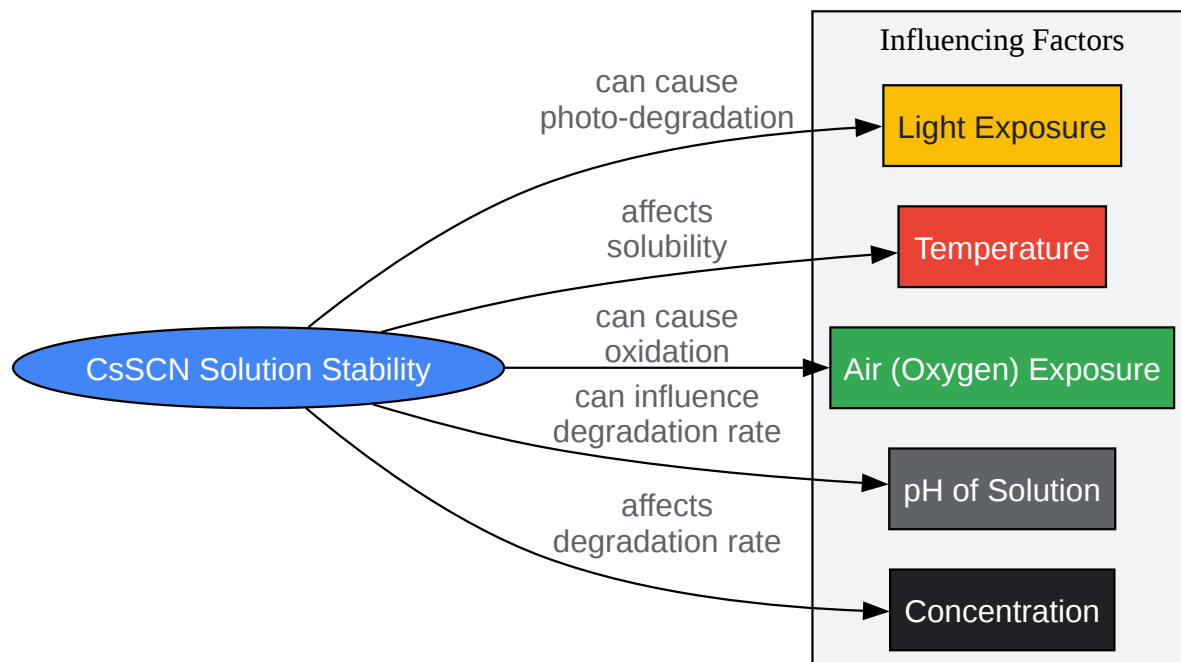 Influencing Factors
can cause
photo-degradation
Light Exposure
affects
solubility
Temperature
can cause
oxidation
CsSCN Solution Stability
Air (Oxygen) Exposure
can influence
degradation rate
pH of Solution
affects
degradation rate
Concentration